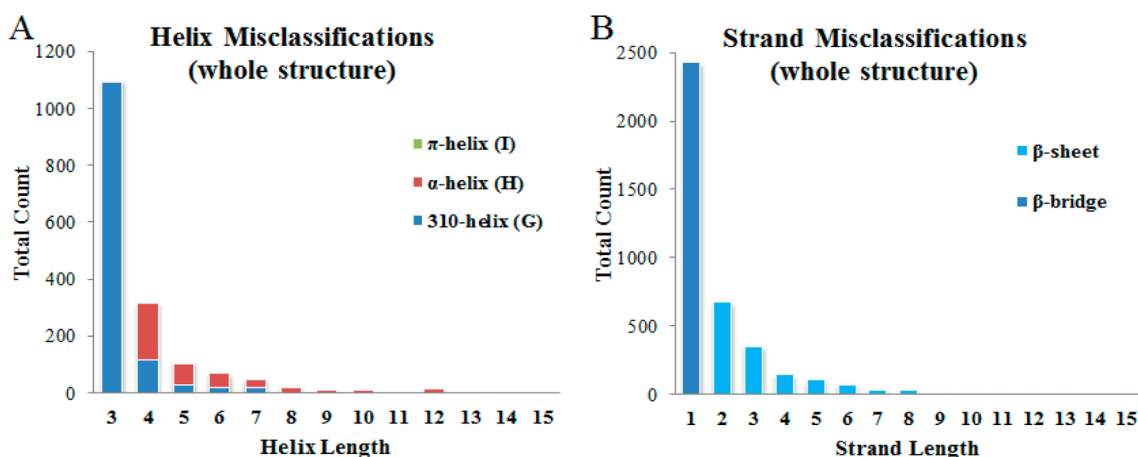 A
Helix Misclassifications
(whole structure)
1200
1000
800
600
400
200
0
Total Count
π-helix (I)
α-helix (H)
310-helix (G)
3 4 5 6 7 8 9 10 11 12 13 14 15
Helix Length
B
Strand Misclassifications
(whole structure)
2500
2000
1500
1000
500
0
Total Count
β-sheet
β-bridge
1 2 3 4 5 6 7 8 9 10 11 12 13 14 15
Strand Length